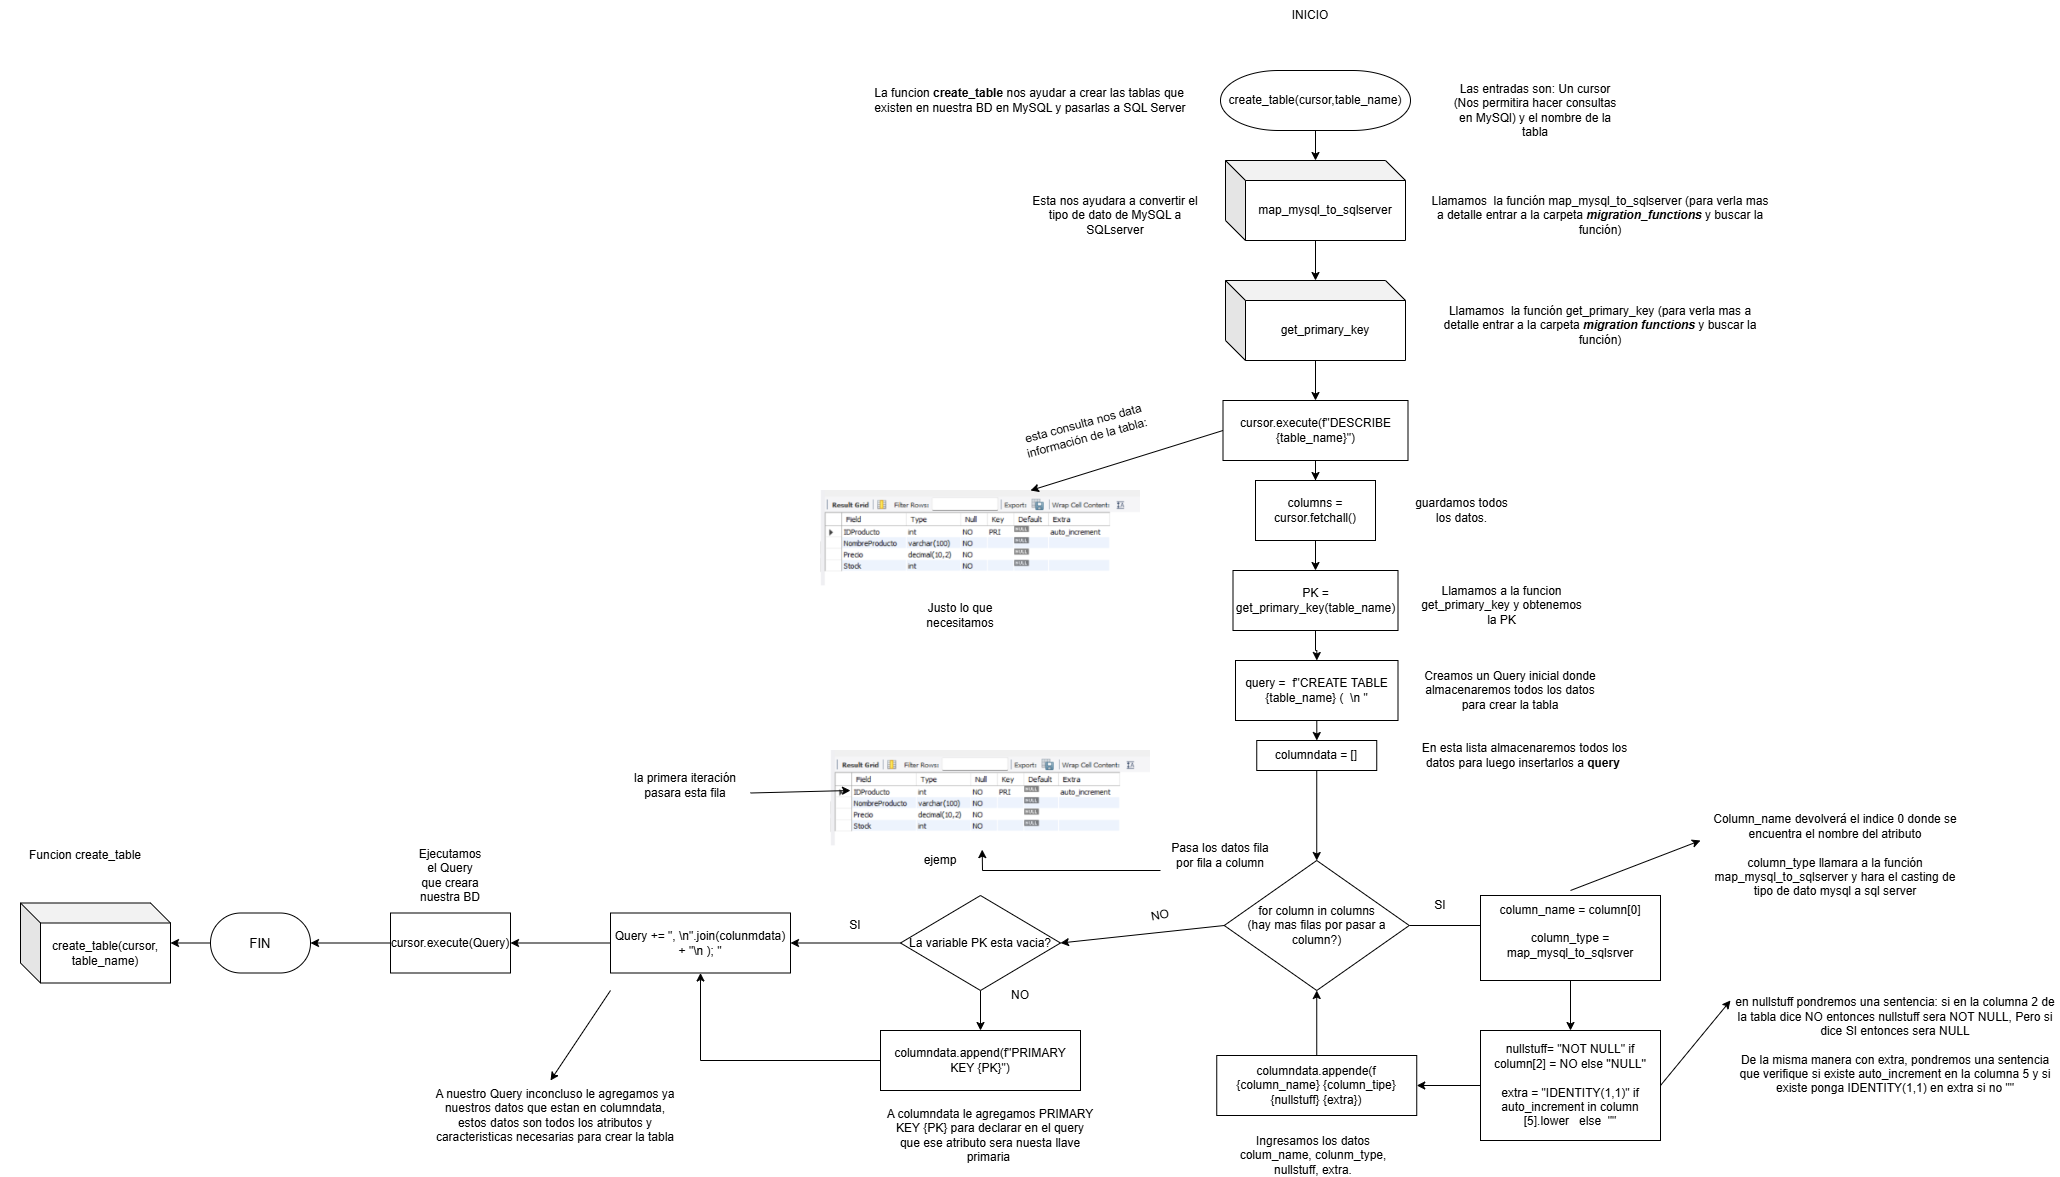 INICIO
La funcion create_table nos ayudar a crear las tablas que
existen en nuestra BD en MySQL y pasarlas a SQL Server
create_table(cursor,table_name)
Las entradas son: Un cursor
(Nos permitira hacer consultas
en MySQl) y el nombre de la
tabla
Esta nos ayudara a convertir el
tipo de dato de MySQL a
SQLserver
map_mysql_to_sqlserver
Llamamos la función map_mysql_to_sqlserver (para verla mas
a detalle entrar a la carpeta migration_functions y buscar la
función)
get_primary_key
Llamamos la función get_primary_key (para verla mas a
detalle entrar a la carpeta migration functions y buscar la
función)
esta consulta nos data
información de la tabla:
cursor.execute(f"DESCRIBE
{table_name}")
Result Grid Filter Rows: Export: Wrap Cell Content: IA
Field Type Null Key Default Extra
IDProducto int NO PRI NULL auto_increment
NombreProducto varchar(100) NO NULL
Precio decimal(10,2) NO NULL
Stock int NO NULL
Justo lo que
necesitamos
columns =
cursor.fetchall()
guardamos todos
los datos.
PK =
get_primary_key(table_name)
Llamamos a la funcion
get_primary_key y obtenemos
la PK
query = f"CREATE TABLE
{table_name} ( \n "
Creamos un Query inicial donde
almacenaremos todos los datos
para crear la tabla
columndata = []
En esta lista almacenaremos todos los
datos para luego insertarlos a query
la primera iteración
pasara esta fila
Result Grid Filter Rows: Export: Wrap Cell Content: IA
Field Type Null Key Default Extra
IDProducto int NO PRI NULL auto_increment
NombreProducto varchar(100) NO NULL
Precio decimal(10,2) NO NULL
Stock int NO NULL
ejemp
Pasa los datos fila
por fila a column
for column in columns
(hay mas filas por pasar a
column?)
SI
Column_name devolverá el indice 0 donde se
encuentra el nombre del atributo
column_type llamara a la función
map_mysql_to_sqlserver y hara el casting de
tipo de dato mysql a sql server
column_name = column[0]
column_type =
map_mysql_to_sqlsrver
nullstuff= "NOT NULL" if
column[2] = NO else "NULL"
extra = "IDENTITY(1,1)" if
auto_increment in column
[5].lower else ""
en nullstuff pondremos una sentencia: si en la columna 2 de
la tabla dice NO entonces nullstuff sera NOT NULL, Pero si
dice SI entonces sera NULL
De la misma manera con extra, pondremos una sentencia
que verifique si existe auto_increment en la columna 5 y si
existe ponga IDENTITY(1,1) en extra si no ""
columndata.appende(f
{column_name} {column_tipe}
{nullstuff} {extra})
Ingresamos los datos
colum_name, colunm_type,
nullstuff, extra.
NO
La variable PK esta vacia?
NO
columndata.append(f"PRIMARY
KEY {PK}")
A columndata le agregamos PRIMARY
KEY {PK} para declarar en el query
que ese atributo sera nuesta llave
primaria
SI
Query += ", \n".join(colunmdata)
+ "\n ); "
A nuestro Query inconcluso le agregamos ya
nuestros datos que estan en columndata,
estos datos son todos los atributos y
caracteristicas necesarias para crear la tabla
Ejecutamos
el Query
que creara
nuestra BD
cursor.execute(Query)
FIN
Funcion create_table
create_table(cursor,
table_name)